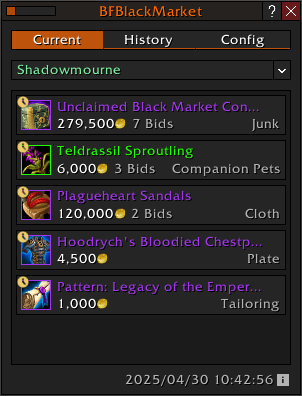 BFBlackMarket
?
Current History Config
Shadowmourne
Unclaimed Black Market Con...
279,500 7 Bids Junk
Teldrassil Sproutling
6,000 3 Bids Companion Pets
Plagueheart Sandals
120,000 2 Bids Cloth
Hoodrych's Bloodied Chestp...
4,500 Plate
Pattern: Legacy of the Emper...
1,000 Tailoring
2025/04/30 10:42:56